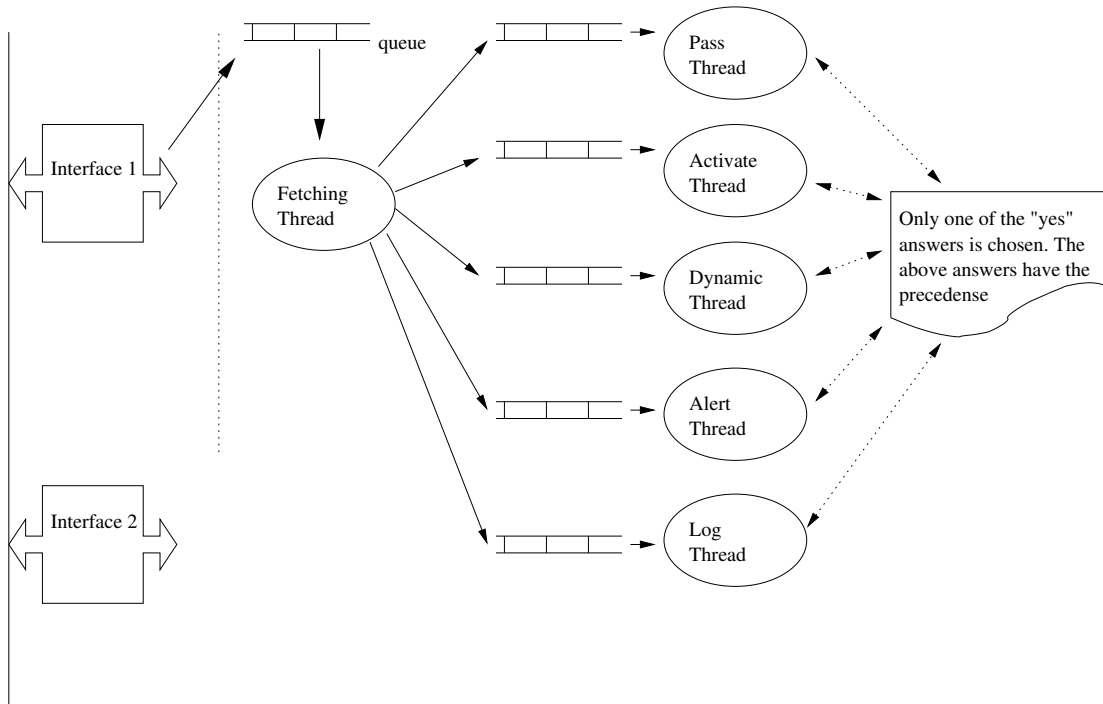 queue
Pass
Thread
Interface 1
Activate
Thread
Fetching
Thread
Only one of the "yes"
answers is chosen. The
above answers have the
precedense
Dynamic
Thread
Alert
Thread
Interface 2
Log
Thread